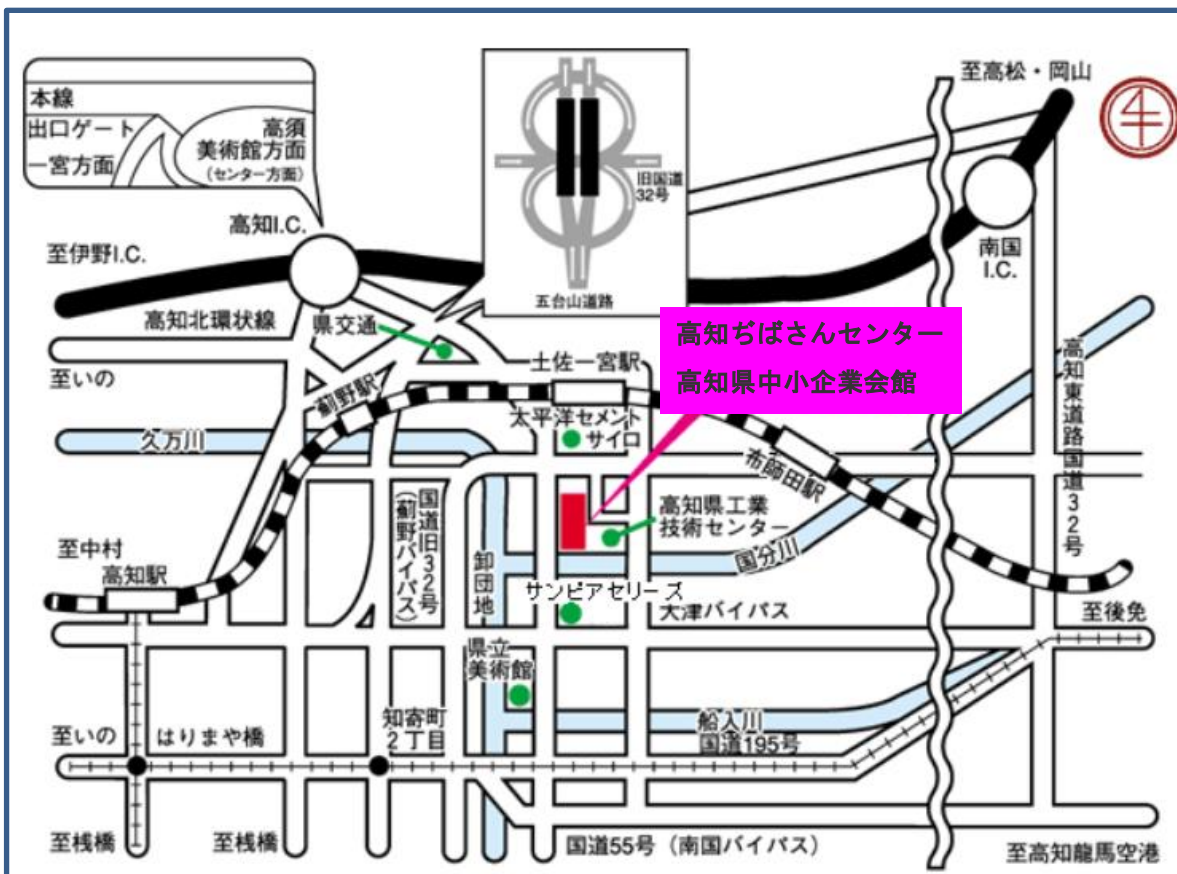 本線
出口ゲート
一宮方面
高須
美術館方面
(センター方面)
高知I.C.
至伊野I.C.
旧国道
32号
五台山道路
至高松・岡山
南国
I.C.
高知北環状線
県交通
至いの
薊野駅
土佐一宮駅
高知ぢばさんセンター
高知県中小企業会館
太平洋セメント
サイロ
久万川
布師田駅
高知東道路国道32号
国道旧32号
(薊野バイパス)
高知県工業
技術センター
国分川
卸団地
至中村
高知駅
サンピアセリーズ
大津バイパス
至後免
県立
美術館
至いの
はりまや橋
知寄町
2丁目
船入川
国道195号
至桟橋
至桟橋
国道55号(南国バイパス)
至高知龍馬空港